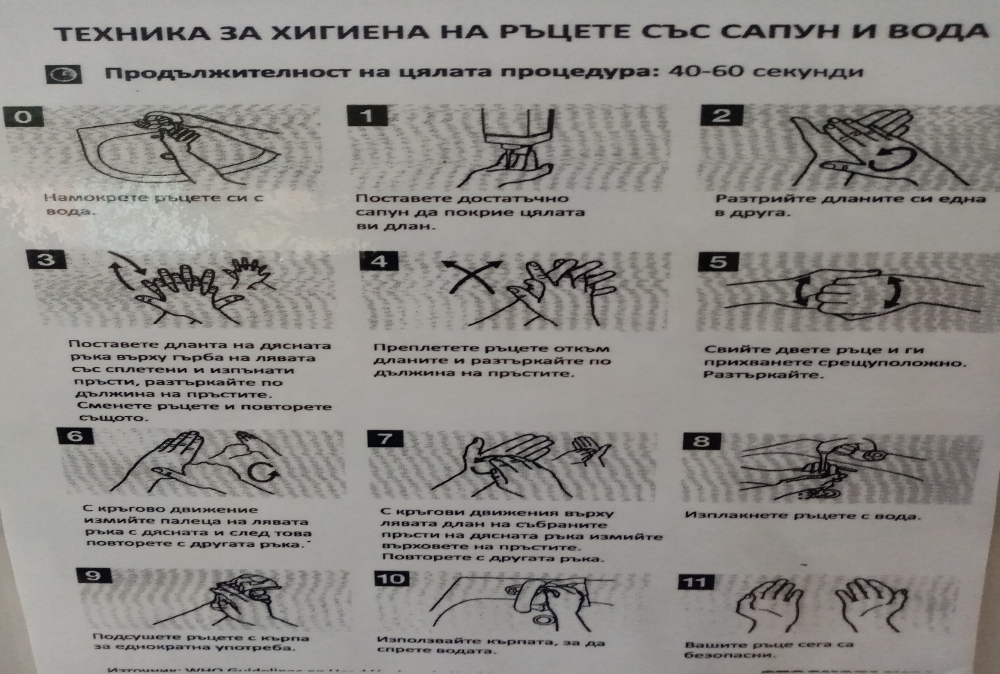 ТЕХНИКА ЗА ХИГИЕНА НА РЪЦЕТЕ СЪС САПУН И ВОДА
Продължителност на цялата процедура: 40-60 секунди
0
Намокрете ръцете си с
вода.
1
Поставете достатъчно
сапун да покрие цялата
ви длан.
2
Разтрийте дланите си една
в друга.
3
Поставете дланта на дясната
ръка върху гърба на лявата
със сплетени и изпънати
пръсти, разтъркайте по
дължина на пръстите.
Сменете ръцете и повторете
същото.
4
Преплетете ръцете откъм
дланите и разтъркайте по
дължина на пръстите.
5
Свийте двете ръце и ги
прихванете срещуположно.
Разтъркайте.
6
С кръгово движение
измийте палеца на лявата
ръка с дясната и след това
повторете с другата ръка.
7
С кръгови движения върху
лявата длан на събраните
пръсти на дясната ръка измийте
върховете на пръстите.
Повторете с другата ръка.
8
Изплакнете ръцете с вода.
9
Подсушете ръцете с кърпа
за еднократна употреба.
10
Използвайте кърпата, за да
спрете водата.
11
Вашите ръце сега са
безопасни.
Източник: WHO Guidelines on